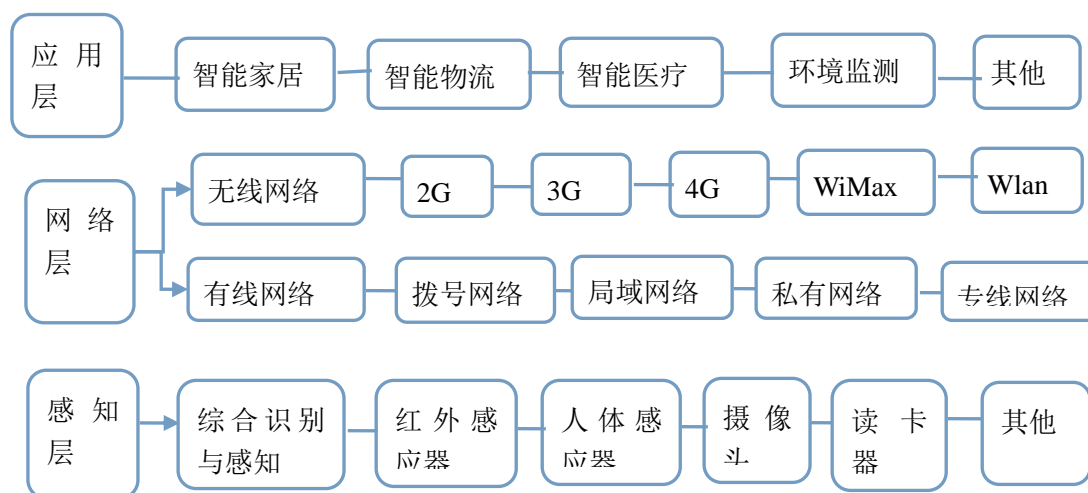 应用层
智能家居
智能物流
智能医疗
环境监测
其他
网络层
无线网络
2G
3G
4G
WiMax
Wlan
有线网络
拨号网络
局域网络
私有网络
专线网络
感知层
综合识别
与感知
红外感
应器
人体感
应器
摄像
头
读卡
器
其他